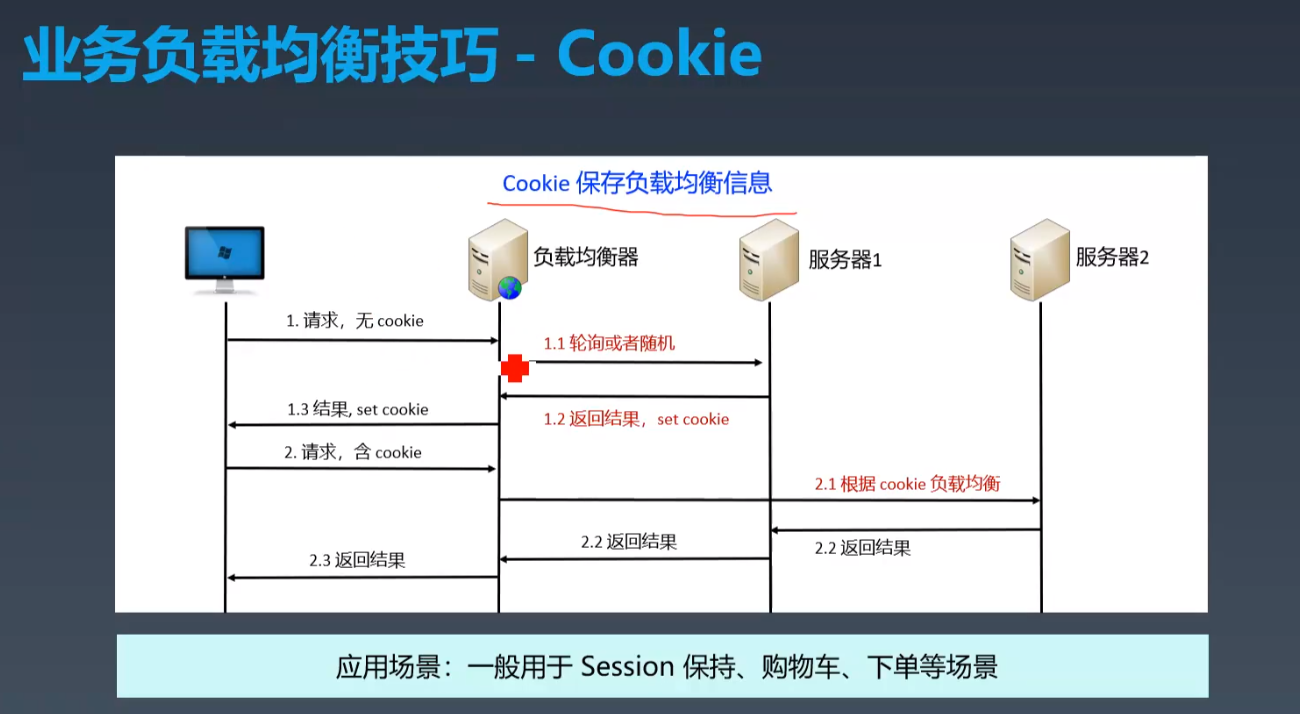 业务负载均衡技巧 - Cookie
Cookie 保存负载均衡信息
负载均衡器
服务器1
服务器2
1. 请求，无 cookie
1.1 轮询或者随机
1.2 返回结果，set cookie
1.3 结果, set cookie
2. 请求，含 cookie
2.1 根据 cookie 负载均衡
2.2 返回结果
2.2 返回结果
2.3 返回结果
应用场景：一般用于 Session 保持、购物车、下单等场景